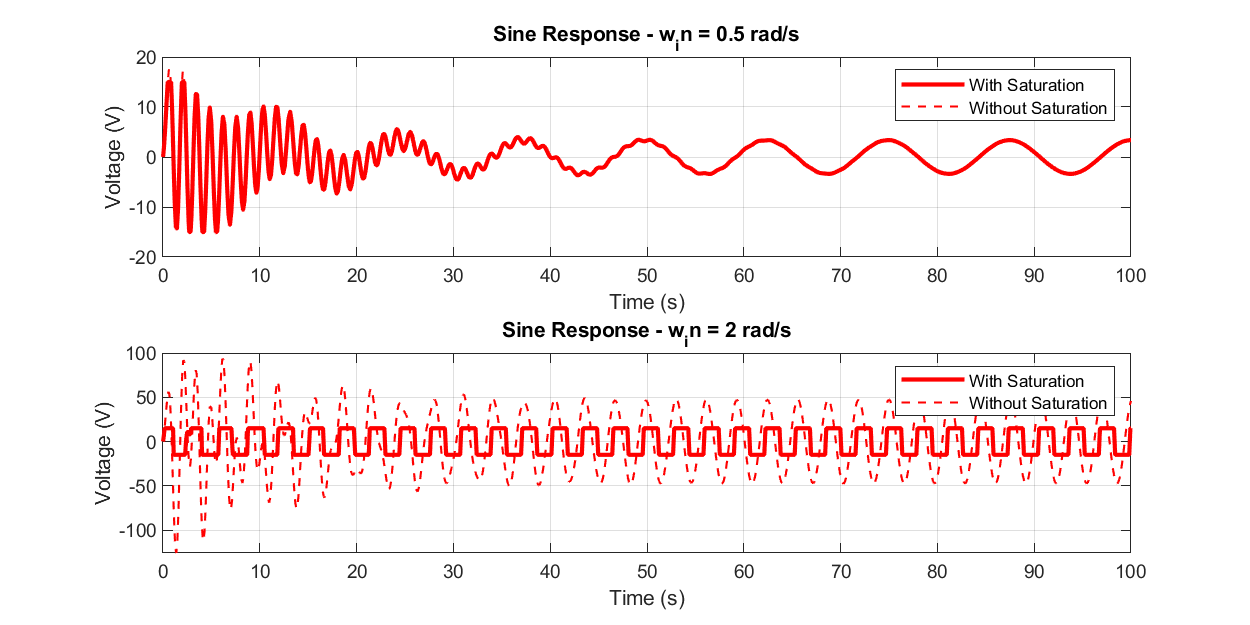 Sine Response - wᵢn = 0.5 rad/s
20
10
0
-10
-20
Voltage (V)
With Saturation
Without Saturation
0 10 20 30 40 50 60 70 80 90 100
Time (s)
Sine Response - wᵢn = 2 rad/s
100
50
0
-50
-100
Voltage (V)
With Saturation
Without Saturation
0 10 20 30 40 50 60 70 80 90 100
Time (s)